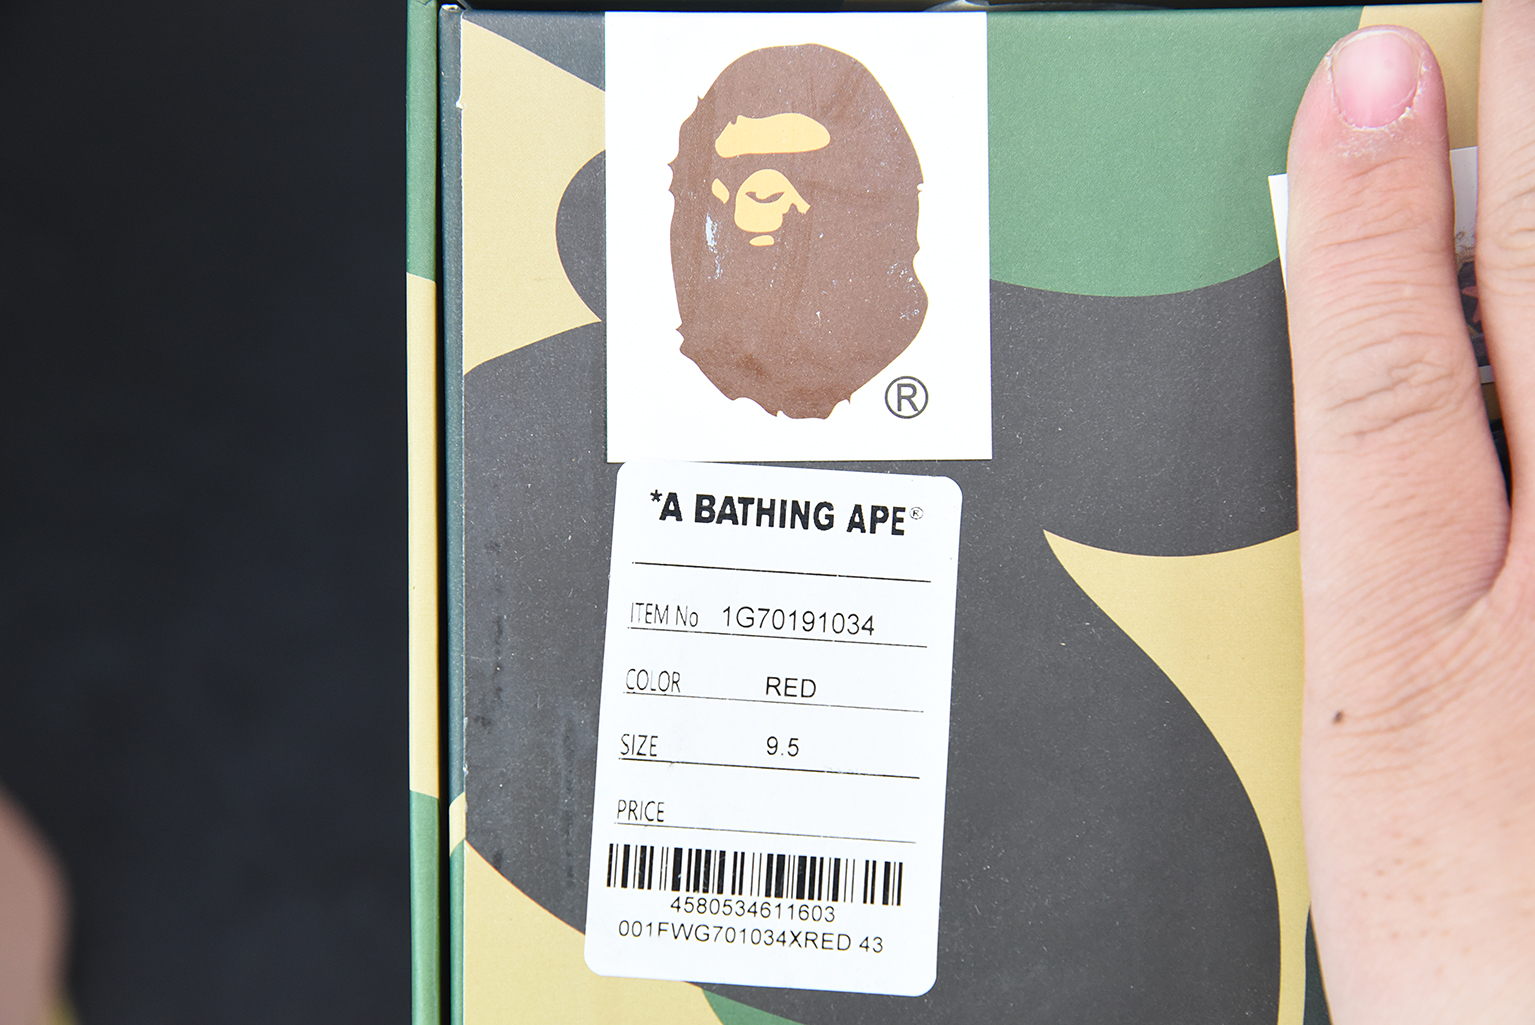 ®
*A BATHING APE®
ITEM No 1G70191034
COLOR RED
SIZE 9.5
PRICE
4580534611603
001FWG701034XRED 43